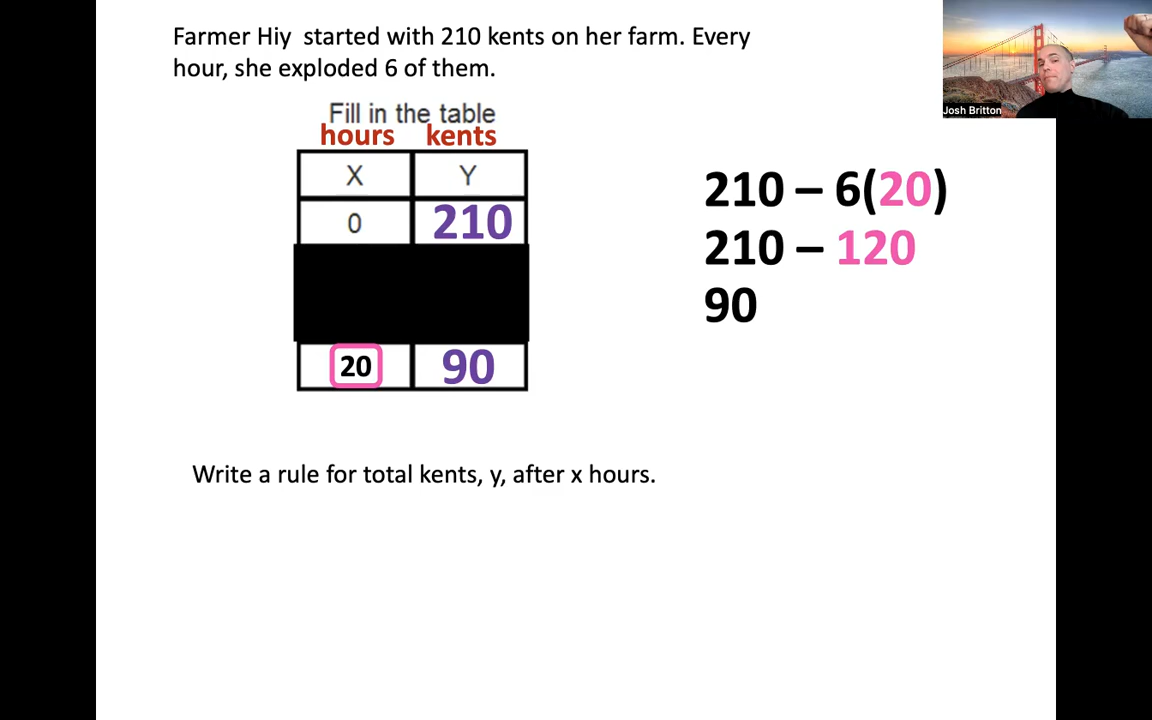 Farmer Hiy started with 210 kents on her farm. Every
hour, she exploded 6 of them.
Josh Britton
Fill in the table
hours kents
X Y
0 210
20 90
210 – 6(20)
210 – 120
90
Write a rule for total kents, y, after x hours.